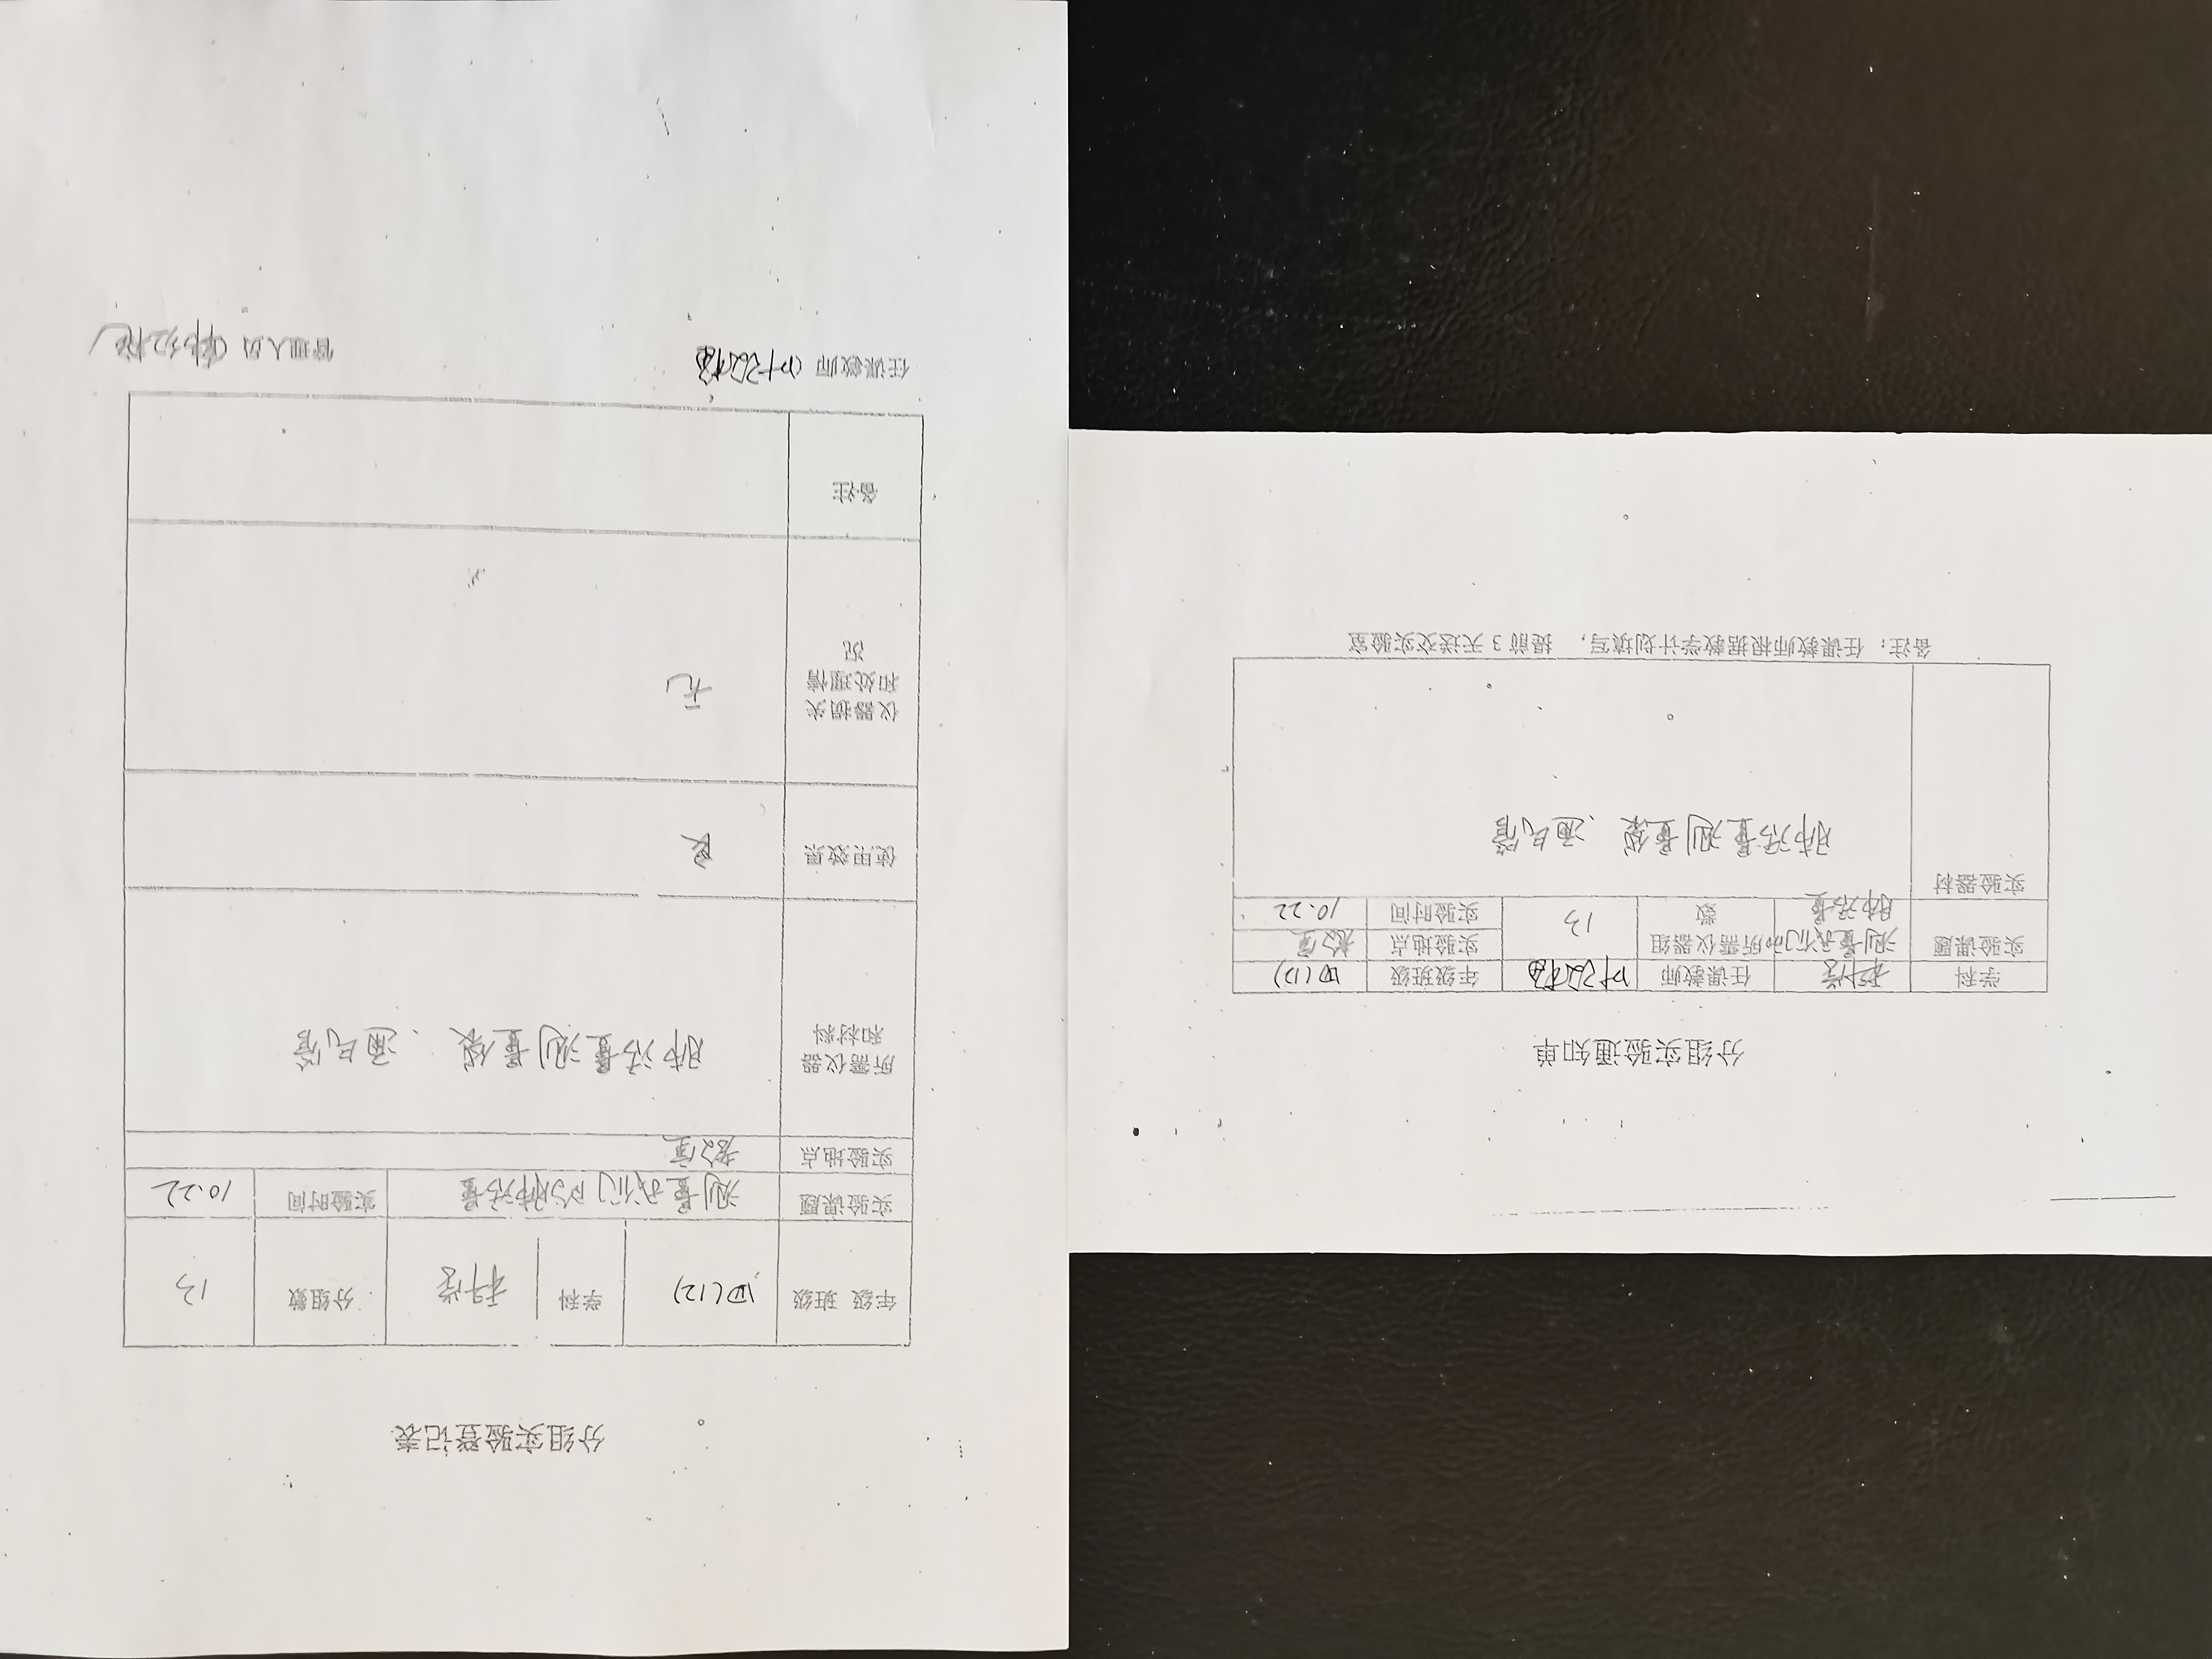 分组实验通知单
学科 科学 任课教师 年级班级 四(12)
实验课题 测量我们的肺活量 所需仪器组数 13 实验地点 教室
实验时间 10.22
实验器材 肺活量测量袋、通气管
备注：任课教师根据教学计划填写， 提前3天送交实验室
分组实验登记表
年级 班级 四(12) 学科 科学 分组数 13
实验课题 测量我们的肺活量 实验时间 10.22
实验地点 教室
所需仪器和材料 肺活量测量袋、通气管
使用效果 良
仪器损失和处理情况 无
备注
任课教师 管理人员